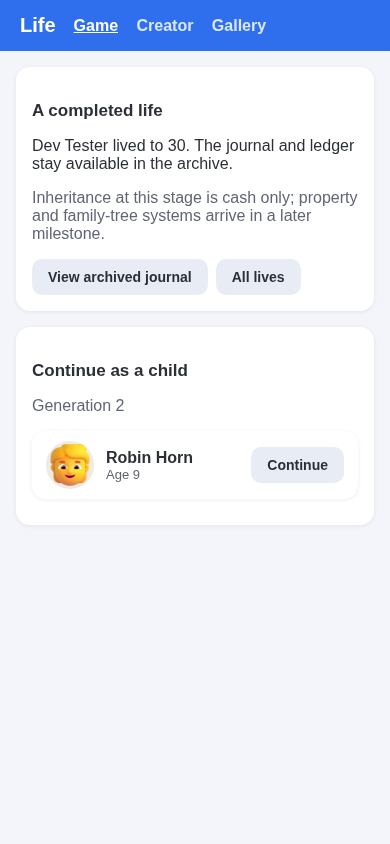 Life Game Creator Gallery
A completed life
Dev Tester lived to 30. The journal and ledger
stay available in the archive.
Inheritance at this stage is cash only; property
and family-tree systems arrive in a later
milestone.
View archived journal All lives
Continue as a child
Generation 2
Robin Horn
Age 9
Continue